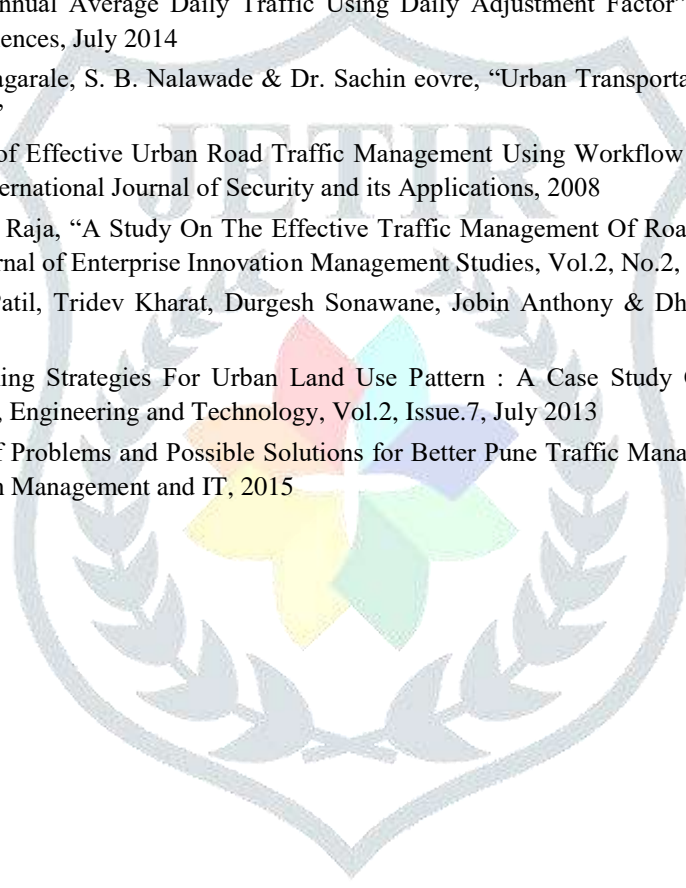 nnual Average Daily Traffic Using Daily Adjustment Factor”
ences, July 2014
agarale, S. B. Nalawade & Dr. Sachin eovre, “Urban Transporta
”
JETIR
of Effective Urban Road Traffic Management Using Workflow
ernational Journal of Security and its Applications, 2008
Raja, “A Study On The Effective Traffic Management Of Roa
rnal of Enterprise Innovation Management Studies, Vol.2, No.2,
Patil, Tridev Kharat, Durgesh Sonawane, Jobin Anthony & Dh
ing Strategies For Urban Land Use Pattern : A Case Study
, Engineering and Technology, Vol.2, Issue.7, July 2013
f Problems and Possible Solutions for Better Pune Traffic Mana
n Management and IT, 2015